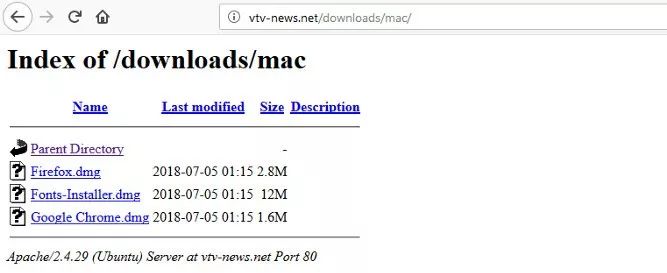 vtv-news.net/downloads/mac/
Index of /downloads/mac
Name Last modified Size Description
Parent Directory -
Firefox.dmg 2018-07-05 01:15 2.8M
Fonts-Installer.dmg 2018-07-05 01:15 12M
Google Chrome.dmg 2018-07-05 01:15 1.6M
Apache/2.4.29 (Ubuntu) Server at vtv-news.net Port 80